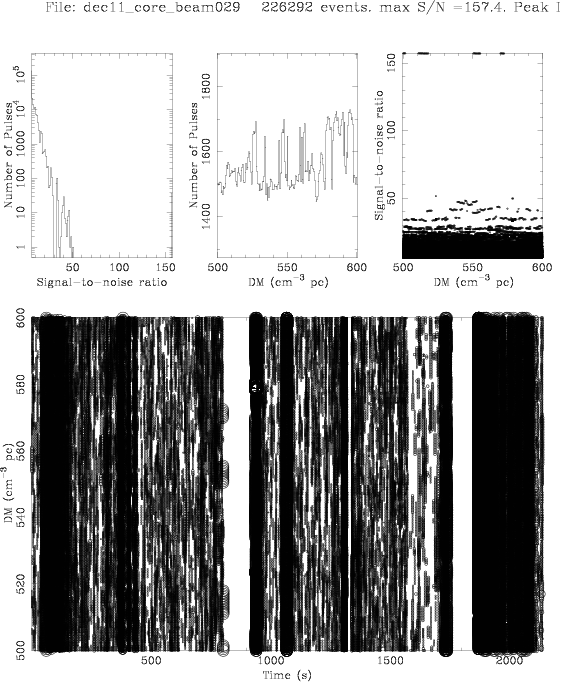 File: dec11_core_beam029 226292 events. max S/N =157.4. Peak
Number of Pulses
1 10 100 1000 10^4 10^5
50 100 150
Signal-to-noise ratio
Number of Pulses
1400 1600 1800
500 550 600
DM (cm^-3 pc)
Signal-to-noise ratio
50 100 150
500 550 600
DM (cm^-3 pc)
DM (cm^-3 pc)
500 520 540 560 580 600
500 1000 1500 2000
Time (s)